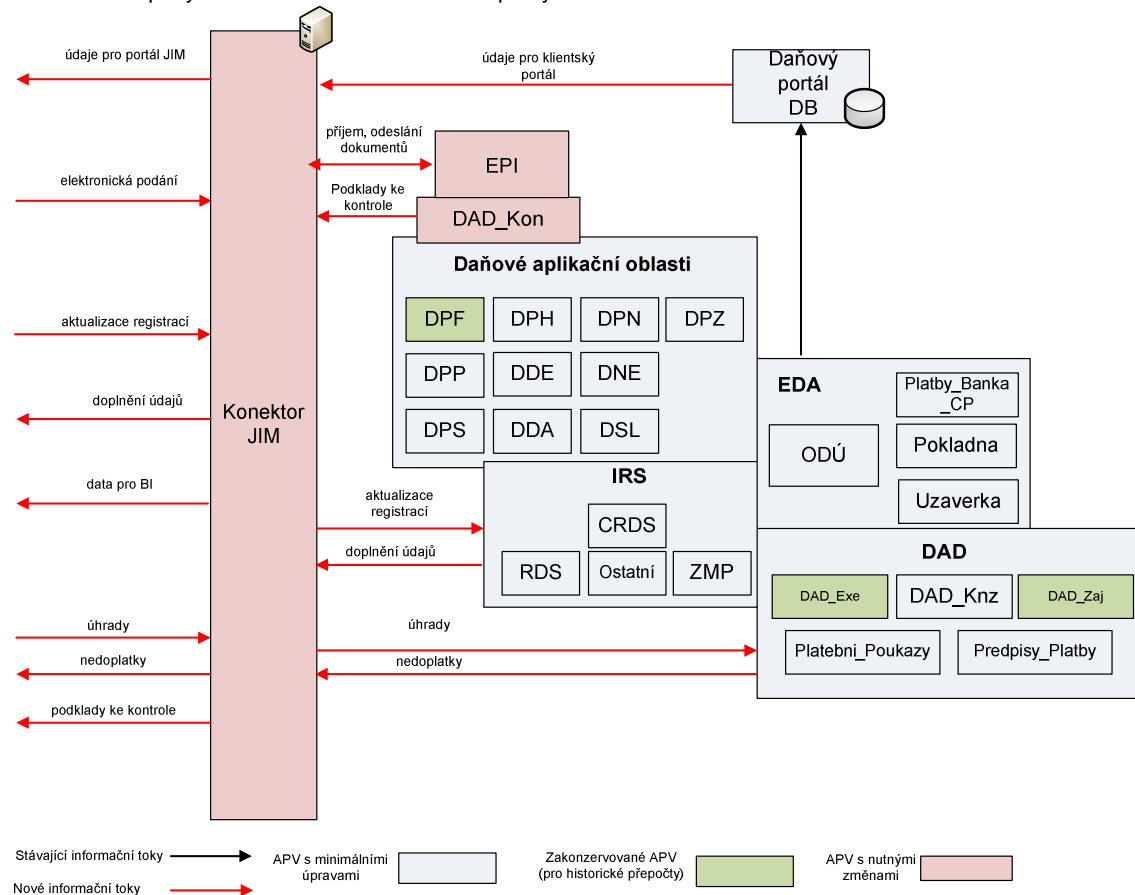 údaje pro portál JIM
údaje pro klientský
portál
Daňový
portál
DB
příjem, odeslání
dokumentů
EPI
elektronická podání
Podklady ke
kontrole
DAD_Kon
Daňové aplikační oblasti
DPF
DPH
DPN
DPZ
aktualizace registrací
DPP
DDE
DNE
EDA
Platby_Banka
_CP
doplnění údajů
Konektor
JIM
DPS
DDA
DSL
ODÚ
Pokladna
IRS
data pro BI
aktualizace
registrací
Uzaverka
CRDS
doplnění údajů
RDS
Ostatní
ZMP
DAD
DAD_Exe
DAD_Knz
DAD_Zaj
úhrady
úhrady
Platebni_Poukazy
Predpisy_Platby
nedoplatky
nedoplatky
podklady ke kontrole
Stávající informační toky
APV s minimálními
úpravami
Zakonzervované APV
(pro historické přepočty)
APV s nutnými
změnami
Nové informační toky